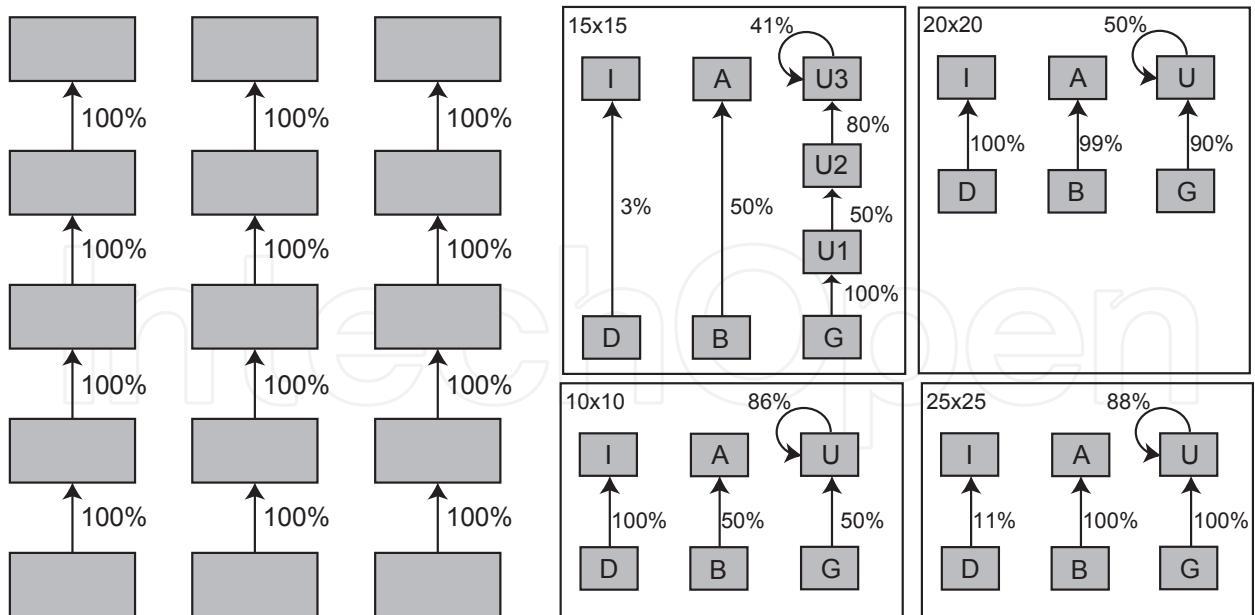 100% 100% 100%
100% 100% 100%
100% 100% 100%
100% 100% 100%
15x15
41%
I A U3
80%
U2
3% 50% 50%
U1
100%
D B G
20x20
50%
I A U
100% 99% 90%
D B G
10x10
86%
I A U
100% 50% 50%
D B G
25x25
88%
I A U
11% 100% 100%
D B G
IntechOpen